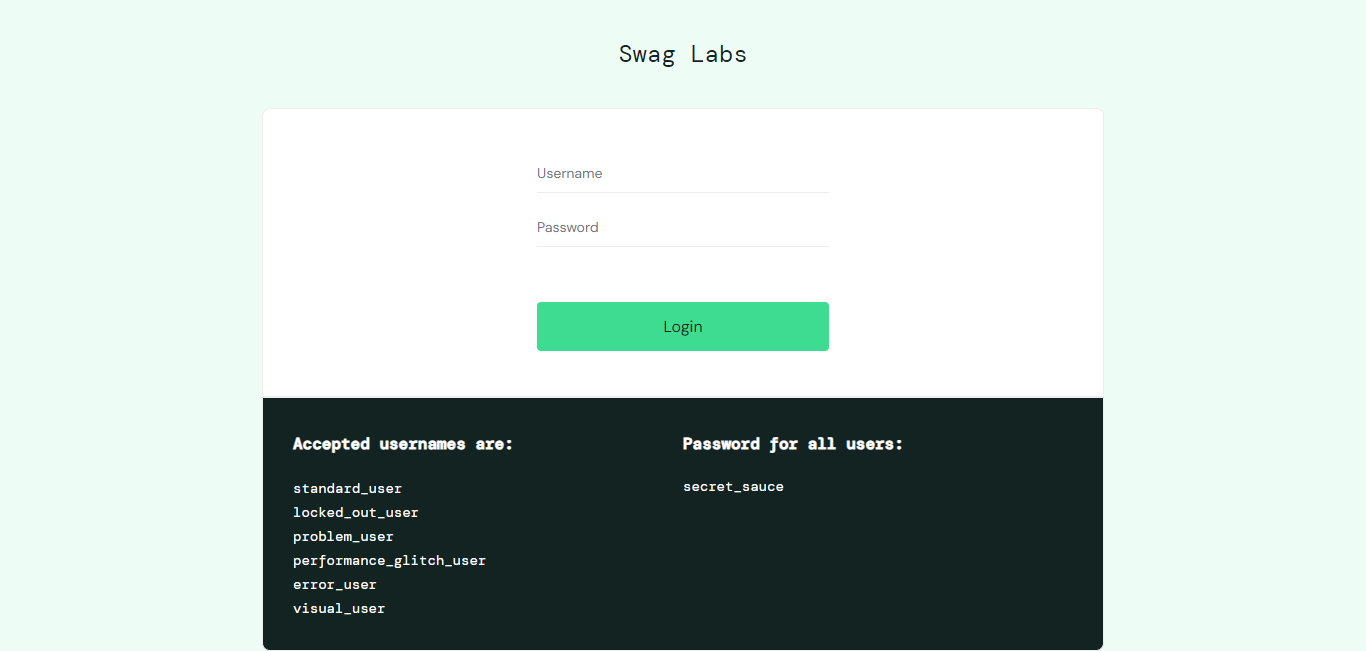 Swag Labs
Username
Password
Login
Accepted usernames are:
standard_user
locked_out_user
problem_user
performance_glitch_user
error_user
visual_user
Password for all users:
secret_sauce